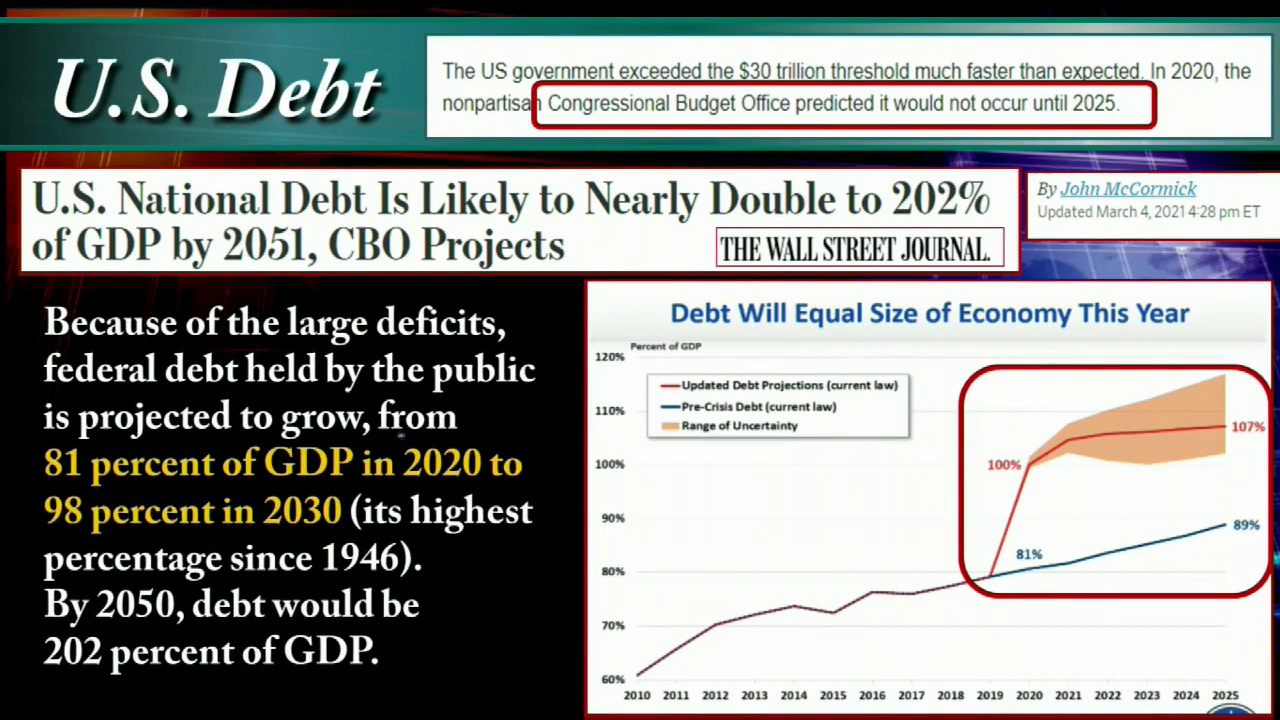 U.S. Debt
The US government exceeded the $30 trillion threshold much faster than expected. In 2020, the
nonpartisan Congressional Budget Office predicted it would not occur until 2025.
U.S. National Debt Is Likely to Nearly Double to 202%
of GDP by 2051, CBO Projects
THE WALL STREET JOURNAL.
By John McCormick
Updated March 4, 2021 4:28 pm ET
Because of the large deficits,
federal debt held by the public
is projected to grow, from
81 percent of GDP in 2020 to
98 percent in 2030 (its highest
percentage since 1946).
By 2050, debt would be
202 percent of GDP.
Debt Will Equal Size of Economy This Year
Percent of GDP
120%
110%
100%
90%
80%
70%
60%
Updated Debt Projections (current law)
Pre-Crisis Debt (current law)
Range of Uncertainty
100%
107%
81%
89%
2010 2011 2012 2013 2014 2015 2016 2017 2018 2019 2020 2021 2022 2023 2024 2025